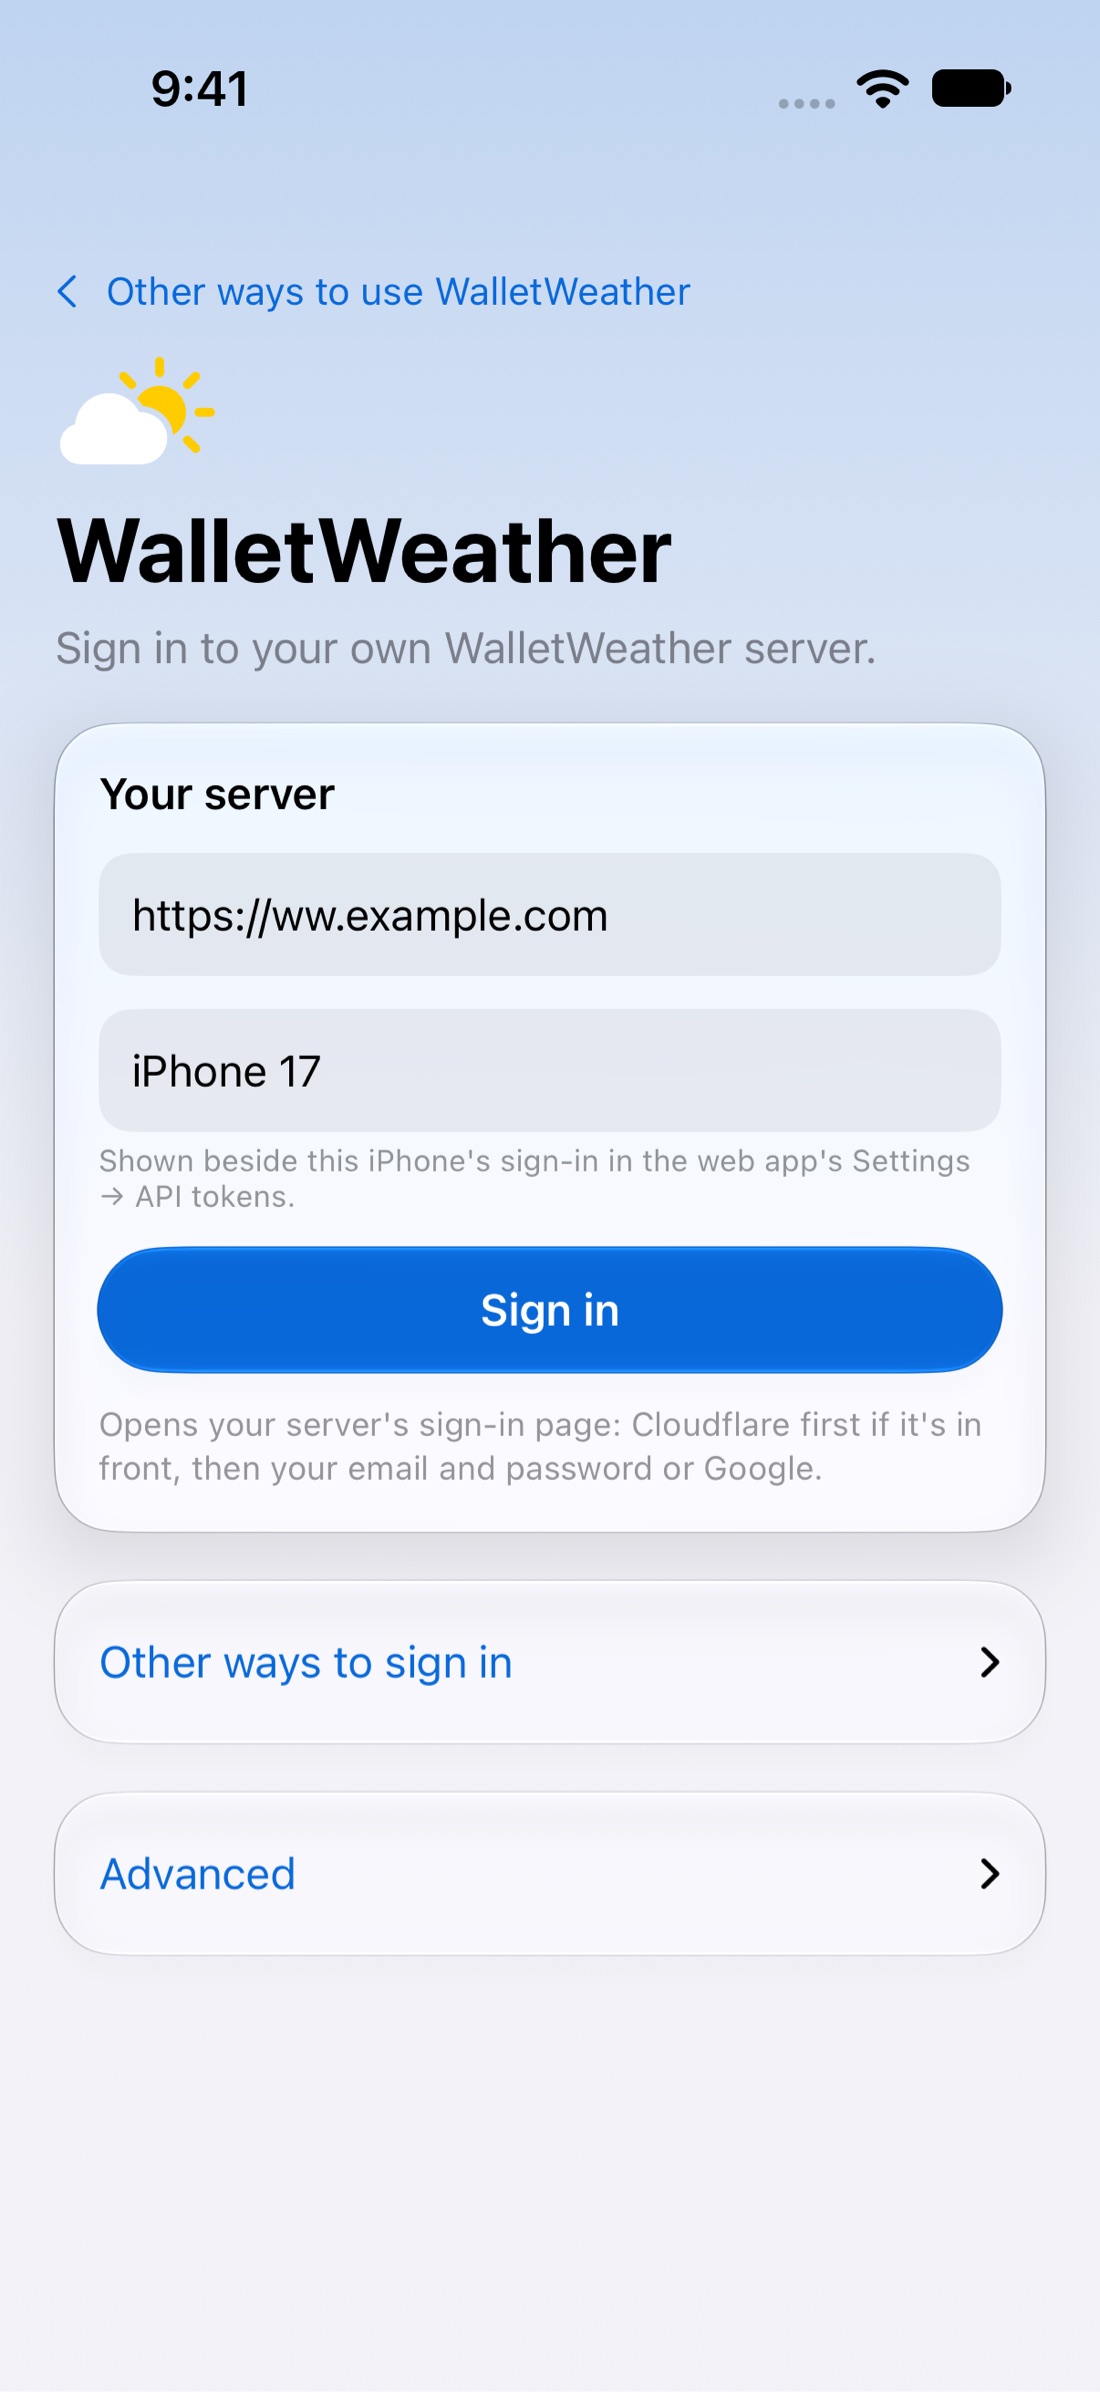 9:41
Other ways to use WalletWeather
WalletWeather
Sign in to your own WalletWeather server.
Your server
https://ww.example.com
iPhone 17
Shown beside this iPhone's sign-in in the web app's Settings
→ API tokens.
Sign in
Opens your server's sign-in page: Cloudflare first if it's in
front, then your email and password or Google.
Other ways to sign in
Advanced